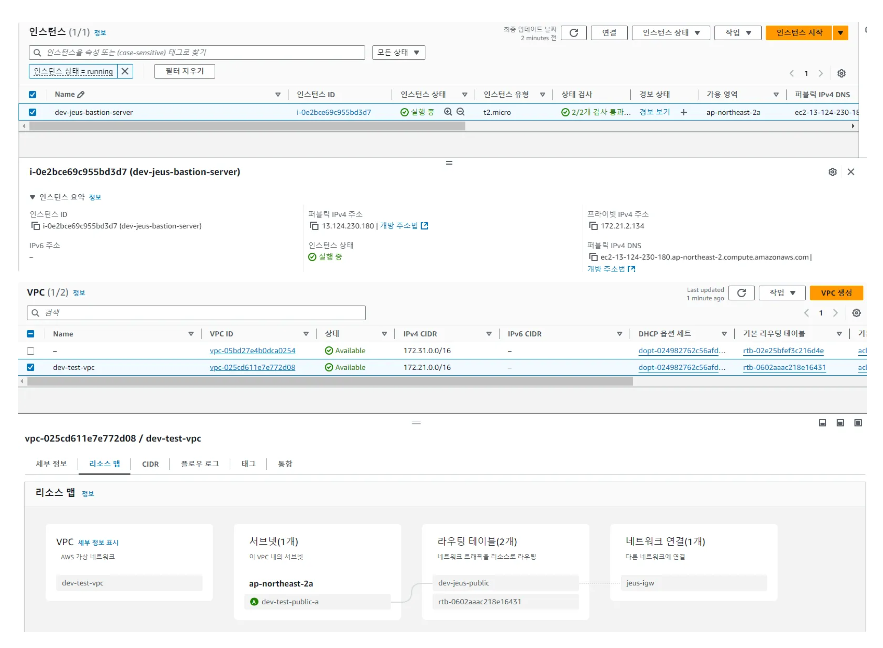 인스턴스 (1/1) 정보
최종 업데이트 날짜
2 minutes 전
연결
인스턴스 상태 ▼
작업 ▼
인스턴스 시작 ▼
인스턴스을 속성 또는 (case-sensitive) 태그로 찾기
모든 상태 ▼
인스턴스 상태 = running
필터 지우기
1
Name 인스턴스 ID 인스턴스 상태 인스턴스 유형 상태 검사 경보 상태 가용 영역 퍼블릭 IPv4 DNS
dev-jeus-bastion-server i-0e2bce69c955bd3d7 실행 중 t2.micro 2/2개 검사 통과... 경보 보기 + ap-northeast-2a ec2-13-124-230-18
i-0e2bce69c955bd3d7 (dev-jeus-bastion-server)
▼ 인스턴스 요약 정보
인스턴스 ID 퍼블릭 IPv4 주소 프라이빗 IPv4 주소
i-0e2bce69c955bd3d7 (dev-jeus-bastion-server) 13.124.230.180 | 개방 주소법 172.21.2.134
IPv6 주소 인스턴스 상태 퍼블릭 IPv4 DNS
– 실행 중 ec2-13-124-230-180.ap-northeast-2.compute.amazonaws.com |
개방 주소법
VPC (1/2) 정보
Last updated
1 minute ago
작업 ▼
VPC 생성
검색
1
Name VPC ID 상태 IPv4 CIDR IPv6 CIDR DHCP 옵션 세트 기본 라우팅 테이블 기
– vpc-05bd27e4b0dca0254 Available 172.31.0.0/16 – dopt-024982762c56afd... rtb-02e25bfef3c216d4e acl
dev-test-vpc vpc-025cd611e7e772d08 Available 172.21.0.0/16 – dopt-024982762c56afd... rtb-0602aaac218e16431 acl
vpc-025cd611e7e772d08 / dev-test-vpc
세부 정보 리소스 맵 CIDR 플로우 로그 태그 통합
리소스 맵 정보
VPC 세부 정보 표시
AWS 가상 네트워크
dev-test-vpc
서브넷(1개)
이 VPC 내의 서브넷
ap-northeast-2a
A dev-test-public-a
라우팅 테이블(2개)
네트워크 트래픽을 리소스로 라우팅
dev-jeus-public
rtb-0602aaac218e16431
네트워크 연결(1개)
다른 네트워크에 연결
jeus-igw